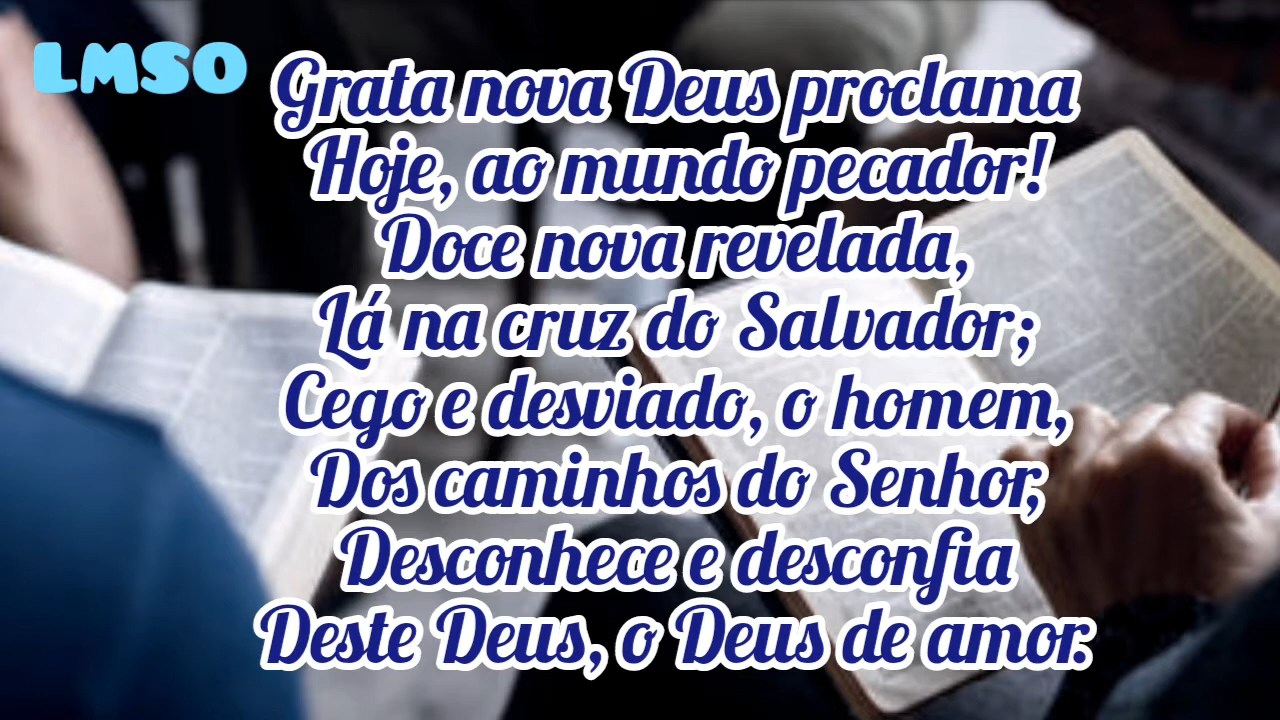 LMSO
Grata nova Deus proclama
Hoje, ao mundo pecador!
Doce nova revelada,
Lá na cruz do Salvador;
Cego e desviado, o homem,
Dos caminhos do Senhor,
Desconhece e desconfia
Deste Deus, o Deus de amor.